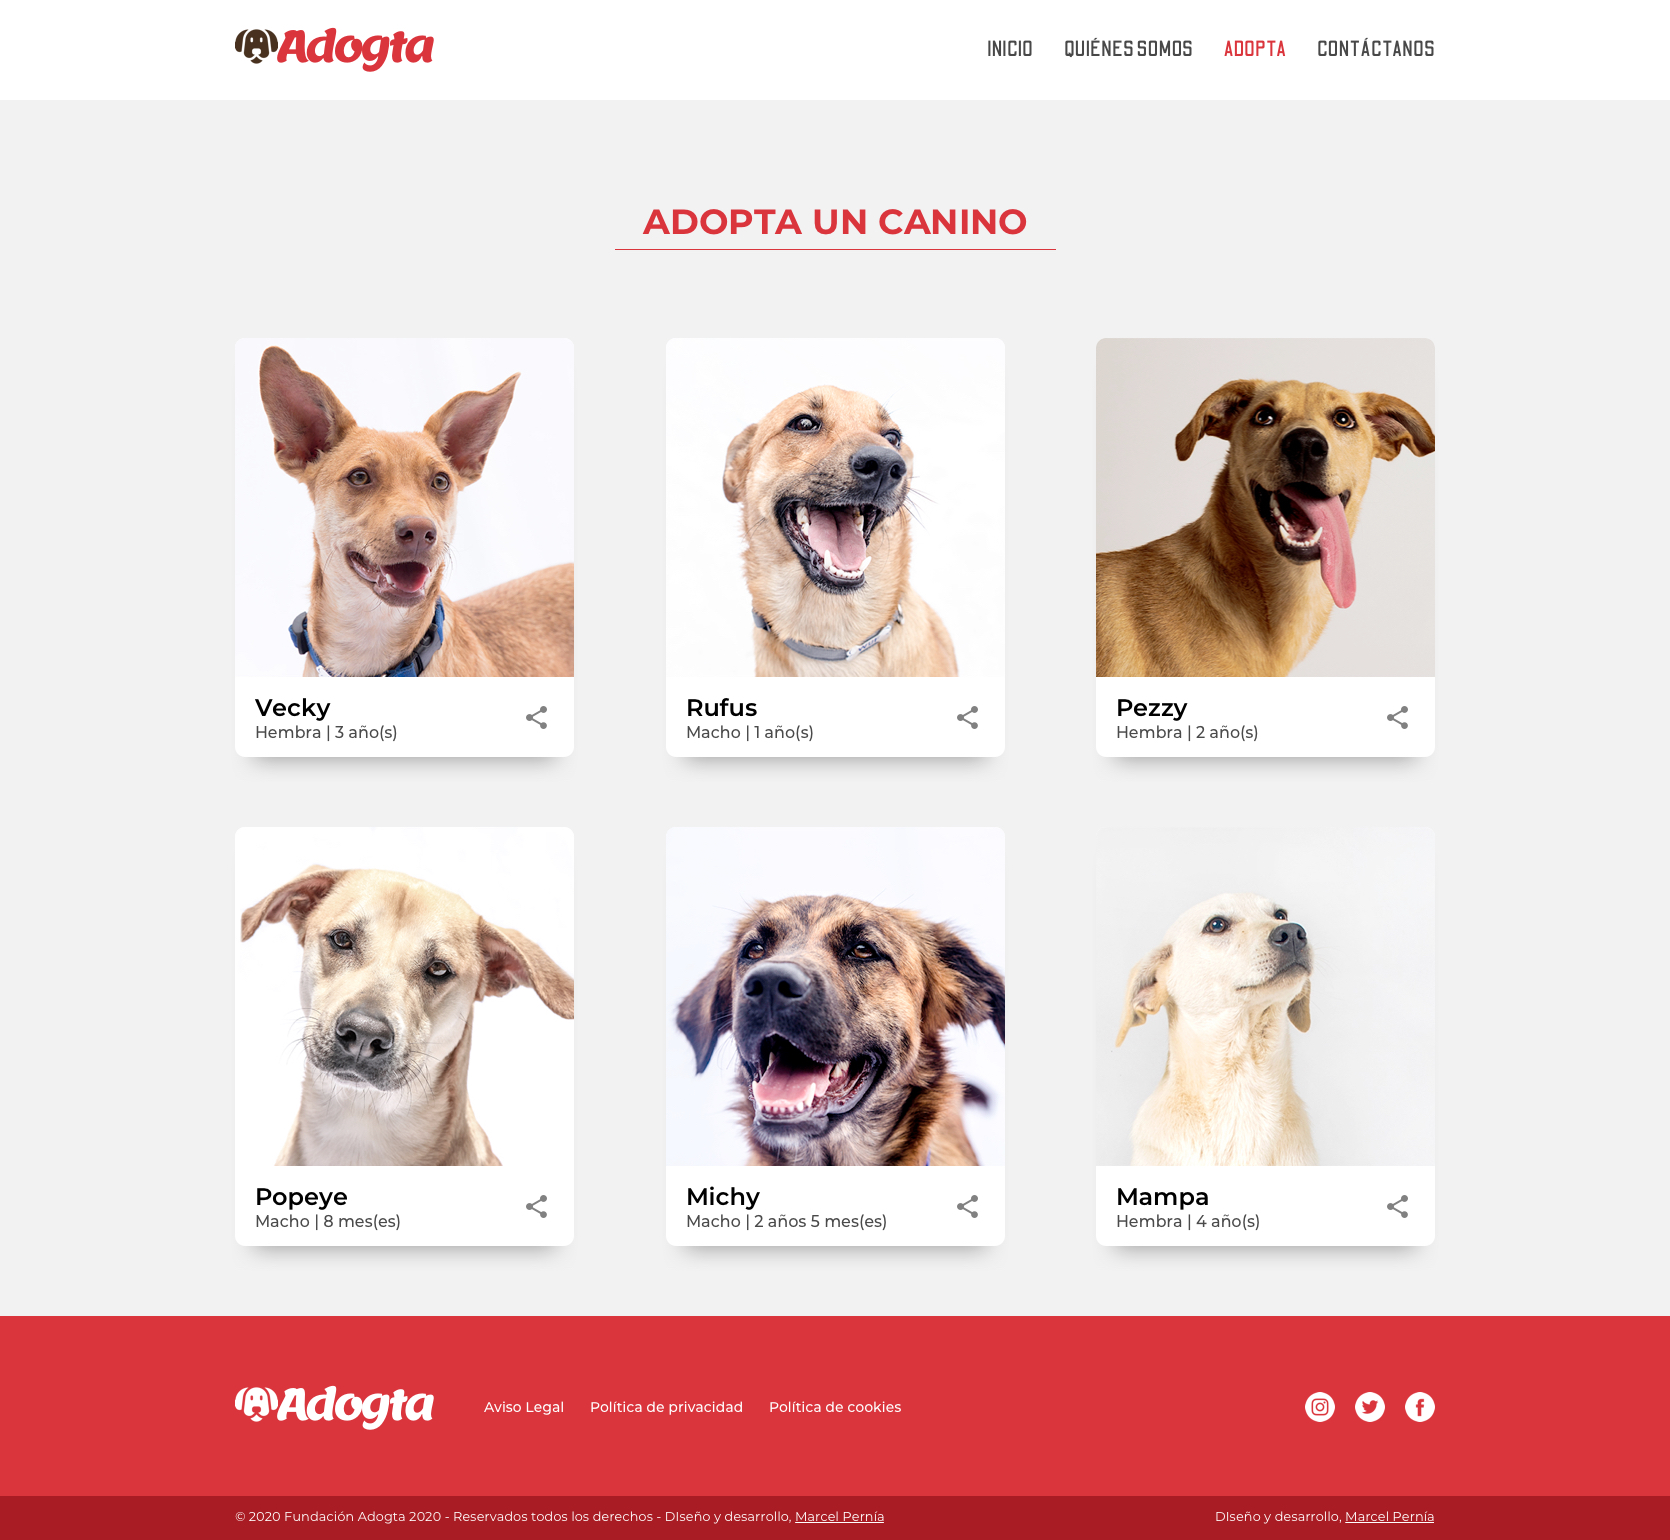 Adogta
INICIO QUIÉNES SOMOS ADOPTA CONTÁCTANOS
ADOPTA UN CANINO
Vecky
Hembra | 3 año(s)
Rufus
Macho | 1 año(s)
Pezzy
Hembra | 2 año(s)
Popeye
Macho | 8 mes(es)
Michy
Macho | 2 años 5 mes(es)
Mampa
Hembra | 4 año(s)
Adogta
Aviso Legal Política de privacidad Política de cookies
© 2020 Fundación Adogta 2020 - Reservados todos los derechos - DIseño y desarrollo, Marcel Pernía
DIseño y desarrollo, Marcel Pernía